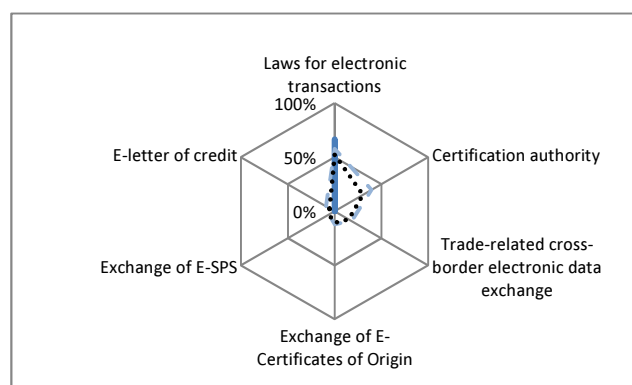 Laws for electronic
transactions
100%
E-letter of credit
50%
Certification authority
0%
Exchange of E-SPS
Trade-related cross-
border electronic data
exchange
Exchange of E-
Certificates of Origin